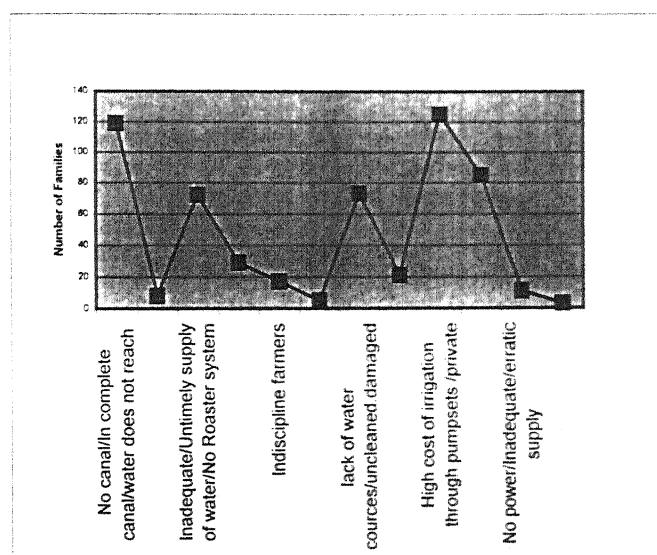 Number of Families
140
120
100
80
60
40
20
0
No canal/In complete
canal/water does not reach
Inadequate/Untimely supply
of water/No Roaster system
Indiscipline farmers
lack of water
cources/uncleaned damaged
High cost of irrigation
through pumpsets /private
No power/Inadequate/erratic
supply